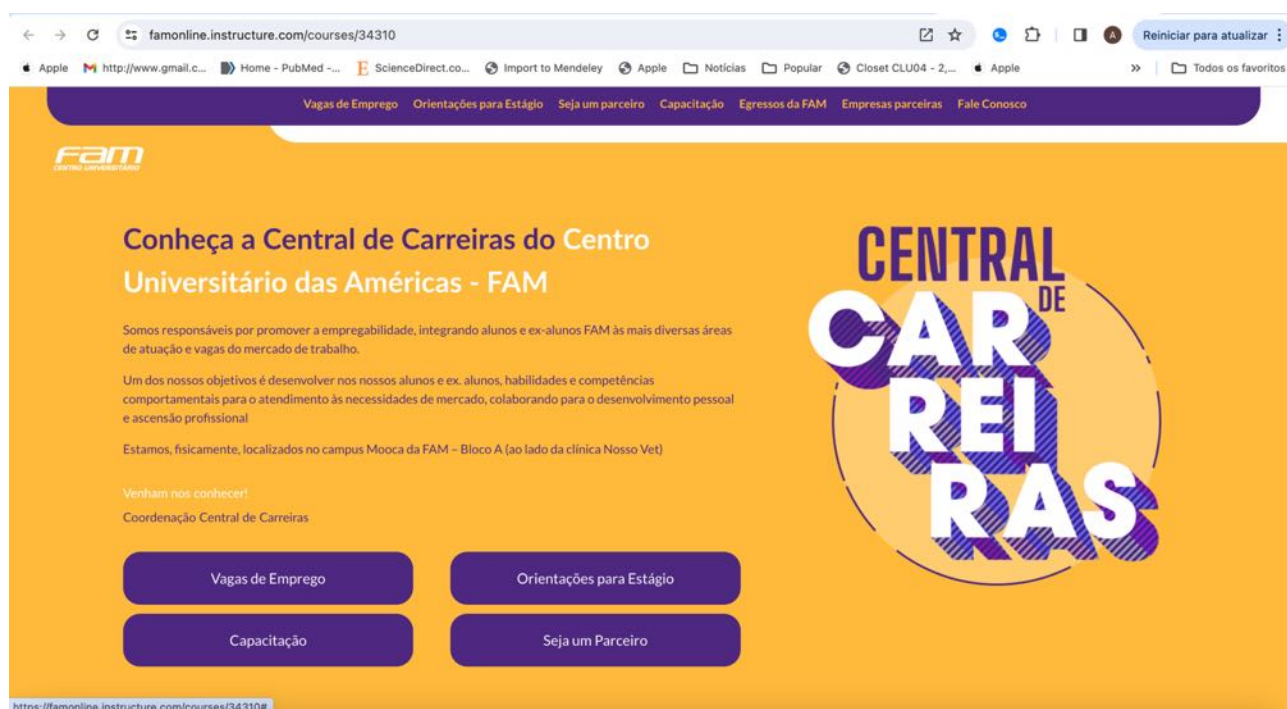 famonline.instructure.com/courses/34310
Reiniciar para atualizar
Apple http://www.gmail.c... Home - PubMed -... ScienceDirect.co... Import to Mendeley Apple Notícias Popular Closet CLU04 - 2,... Apple » Todos os favoritos
Vagas de Emprego Orientações para Estágio Seja um parceiro Capacitação Egressos da FAM Empresas parceiras Fale Conosco
Fam
CENTRO UNIVERSITÁRIO
Conheça a Central de Carreiras do Centro
Universitário das Américas - FAM
Somos responsáveis por promover a empregabilidade, integrando alunos e ex-alunos FAM às mais diversas áreas
de atuação e vagas do mercado de trabalho.
Um dos nossos objetivos é desenvolver nos nossos alunos e ex. alunos, habilidades e competências
comportamentais para o atendimento às necessidades de mercado, colaborando para o desenvolvimento pessoal
e ascensão profissional
Estamos, fisicamente, localizados no campus Mooca da FAM – Bloco A (ao lado da clínica Nosso Vet)
Venham nos conhecer!
Coordenação Central de Carreiras
Vagas de Emprego
Orientações para Estágio
Capacitação
Seja um Parceiro
CENTRAL
DE
CAR
REI
RAS
https://famonline.instructure.com/courses/34310#